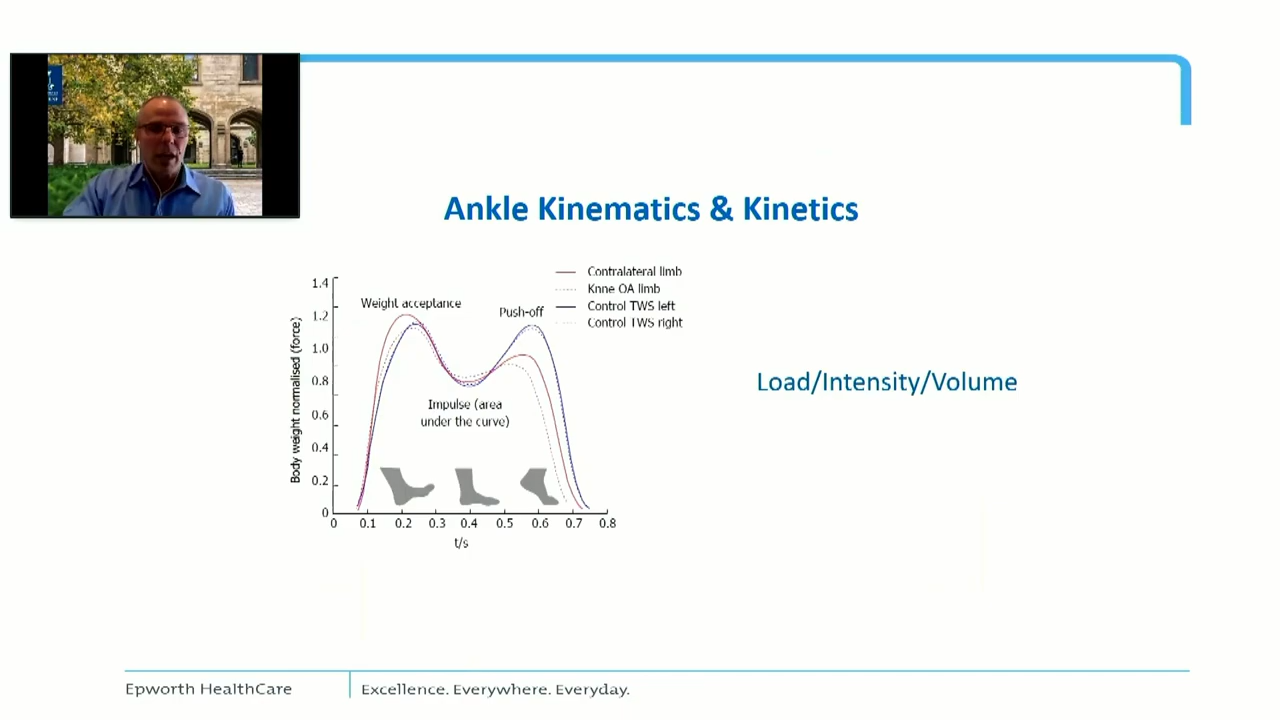 Ankle Kinematics & Kinetics
Contralateral limb
Knne OA limb
Control TWS left
Control TWS right
Weight acceptance
Push-off
Impulse (area
under the curve)
Body weight normalised (force)
1.4
1.2
1.0
0.8
0.6
0.4
0.2
0
0 0.1 0.2 0.3 0.4 0.5 0.6 0.7 0.8
t/s
Load/Intensity/Volume
Epworth HealthCare
Excellence. Everywhere. Everyday.